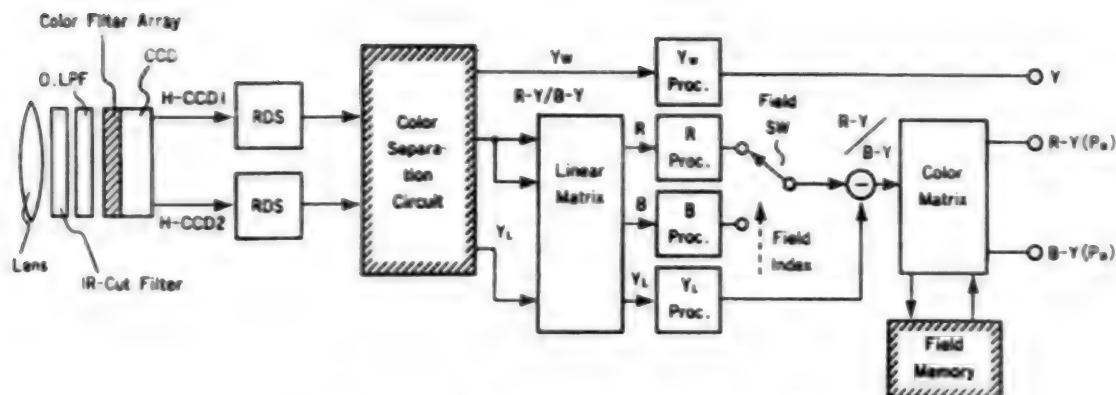 Color Filter Array
CCD
O.LPF
H-CCD1
H-CCD2
Lens
IR-Cut Filter
RDS
RDS
Color
Separa-
tion
Circuit
Yw
R-Y/B-Y
YL
Linear
Matrix
R
B
YL
Yw
Proc.
R
Proc.
B
Proc.
YL
Proc.
Field
SW
Field
Index
R-Y
B-Y
−
Color
Matrix
Field
Memory
Y
R-Y(PR)
B-Y(PB)